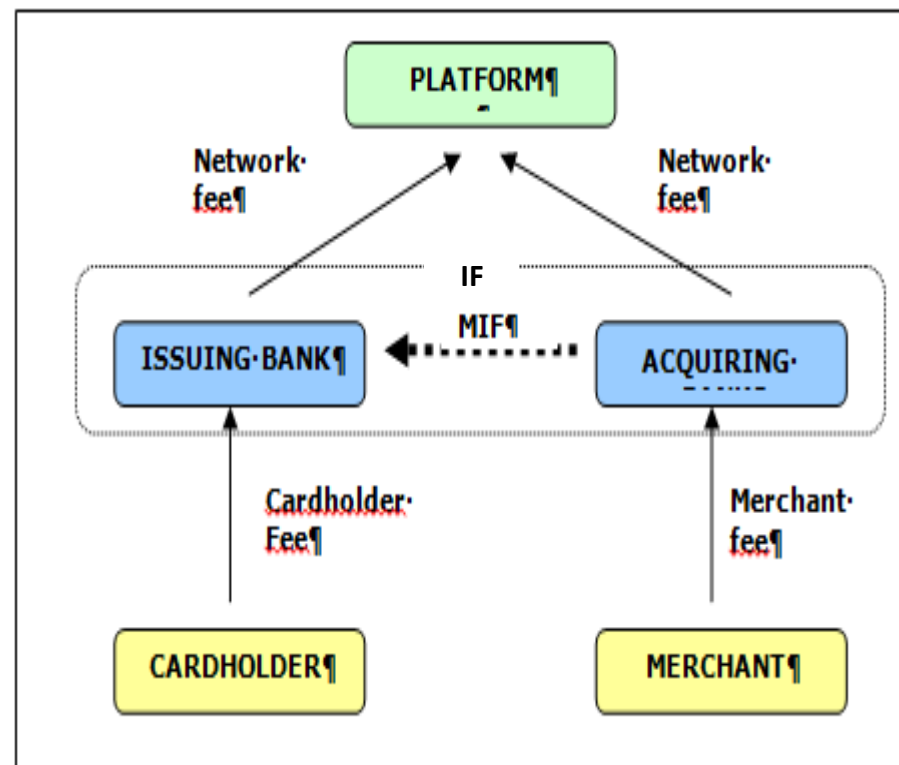 PLATFORM¶
Network·
fee¶
Network·
fee¶
IF
MIF¶
ISSUING·BANK¶
ACQUIRING·
Cardholder·
Fee¶
Merchant·
fee¶
CARDHOLDER¶
MERCHANT¶